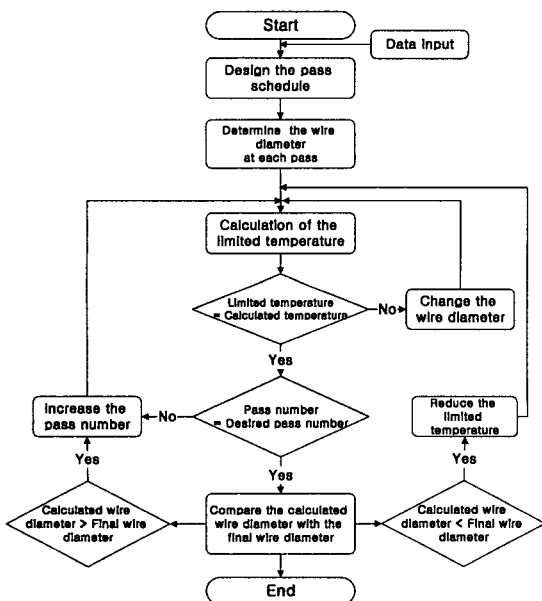 Start
Data Input
Design the pass
schedule
Determine the wire
diameter
at each pass
Calculation of the
limited temperature
Limited temperature
= Calculated temperature
No
Change the
wire diameter
Yes
Increase the
pass number
No
Pass number
= Desired pass number
Reduce the
limited
temperature
Yes
Yes
Yes
Calculated wire
diameter > Final wire
diameter
Compare the calculated
wire diameter with the
final wire diameter
Calculated wire
diameter < Final wire
diameter
End